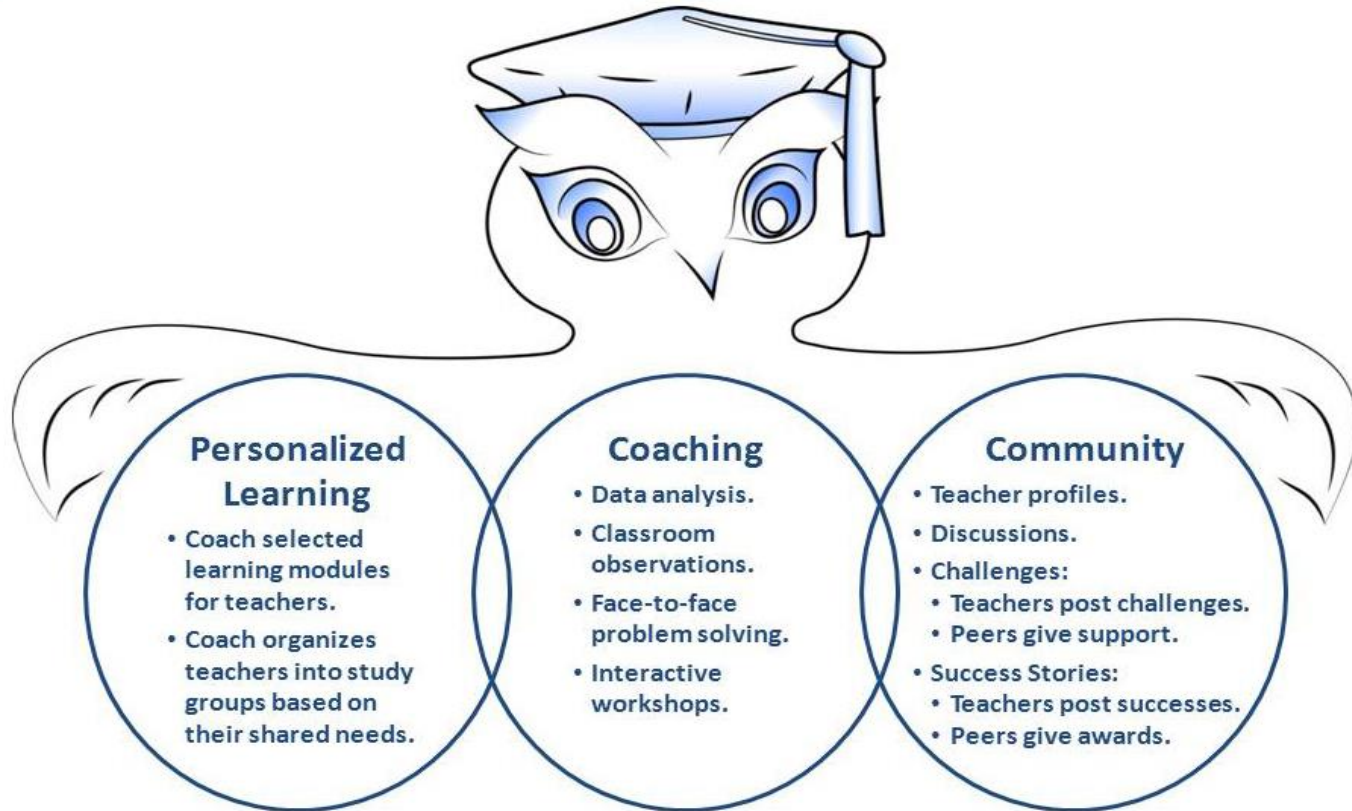 Personalized
Learning
• Coach selected
learning modules
for teachers.
• Coach organizes
teachers into study
groups based on
their shared needs.
Coaching
• Data analysis.
• Classroom
observations.
• Face-to-face
problem solving.
• Interactive
workshops.
Community
• Teacher profiles.
• Discussions.
• Challenges:
• Teachers post challenges.
• Peers give support.
• Success Stories:
• Teachers post successes.
• Peers give awards.